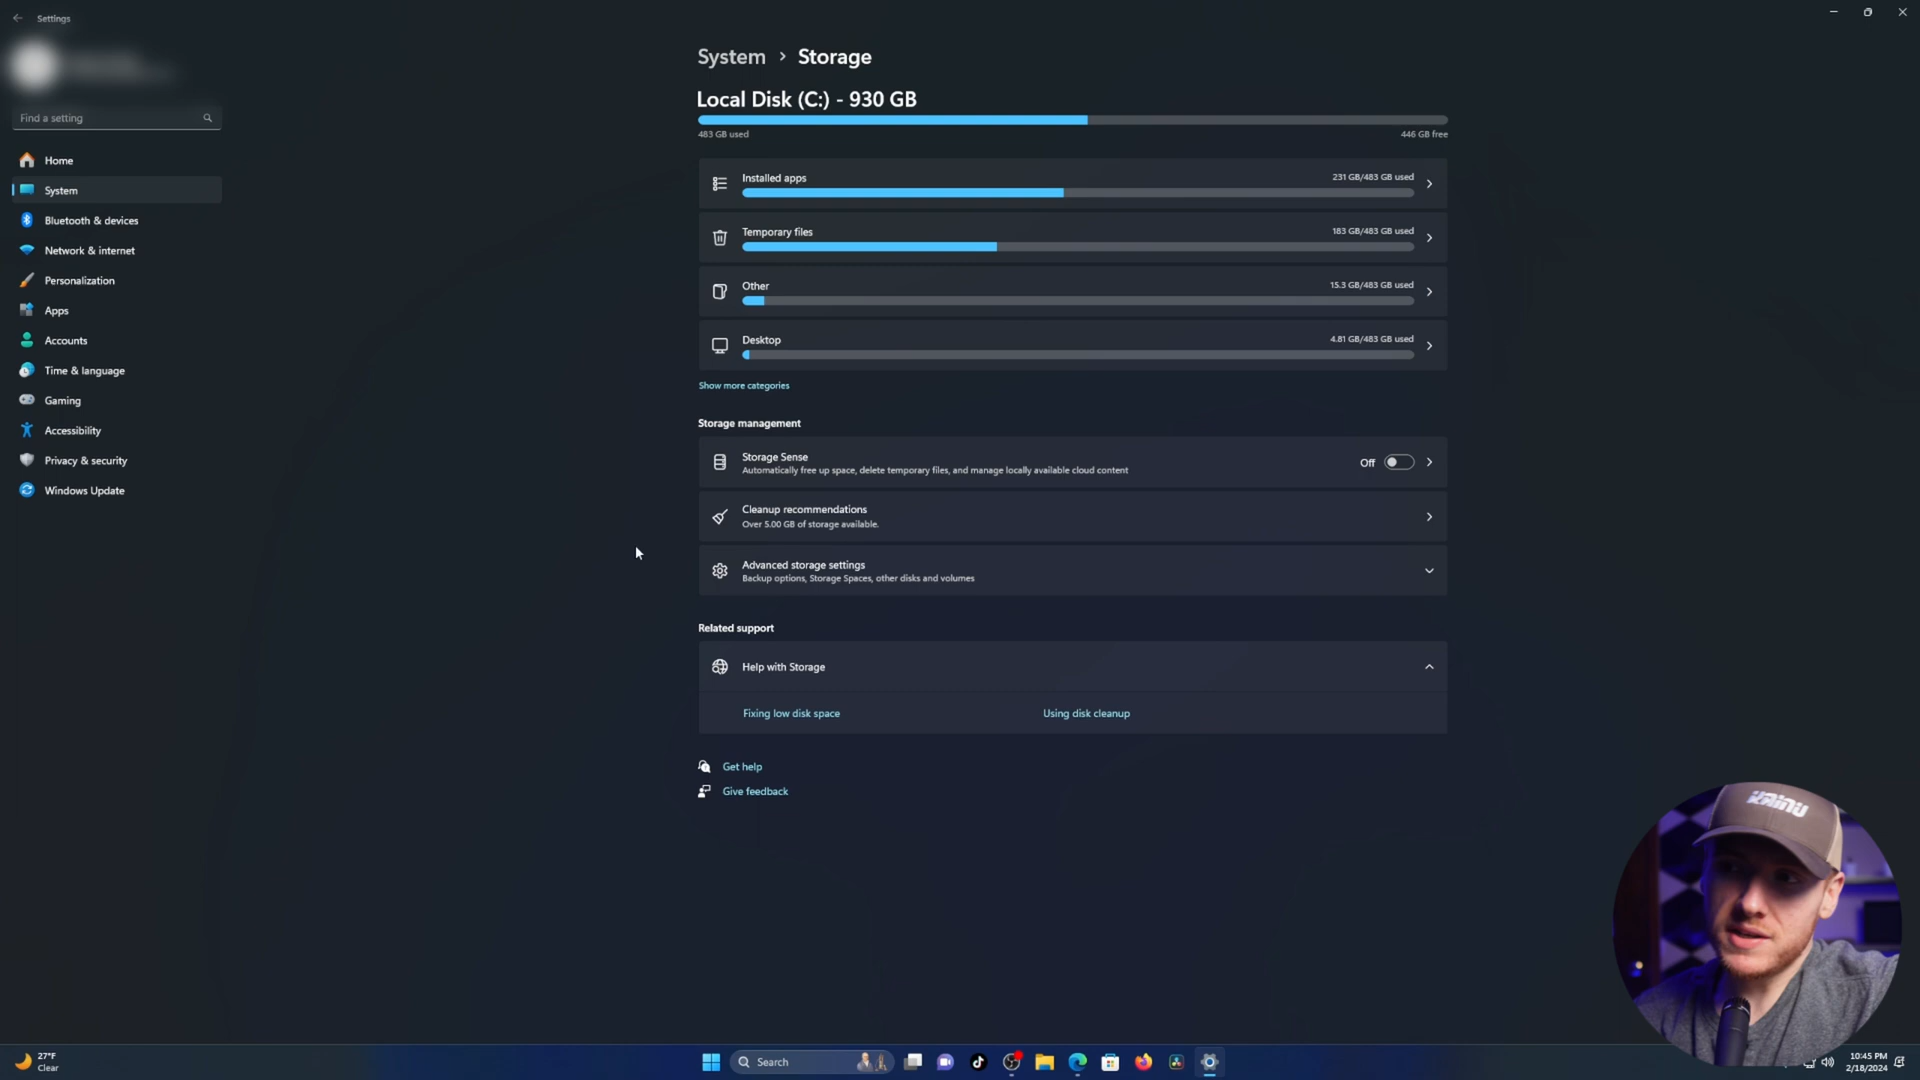 Settings
Find a setting
Home
System
Bluetooth & devices
Network & internet
Personalization
Apps
Accounts
Time & language
Gaming
Accessibility
Privacy & security
Windows Update
System > Storage
Local Disk (C:) - 930 GB
483 GB used
446 GB free
Installed apps
231 GB/483 GB used
Temporary files
183 GB/483 GB used
Other
15.3 GB/483 GB used
Desktop
4.81 GB/483 GB used
Show more categories
Storage management
Storage Sense
Automatically free up space, delete temporary files, and manage locally available cloud content
Off
Cleanup recommendations
Over 5.00 GB of storage available.
Advanced storage settings
Backup options, Storage Spaces, other disks and volumes
Related support
Help with Storage
Fixing low disk space
Using disk cleanup
Get help
Give feedback
KAINU
27°F
Clear
Search
10:45 PM
2/18/2024